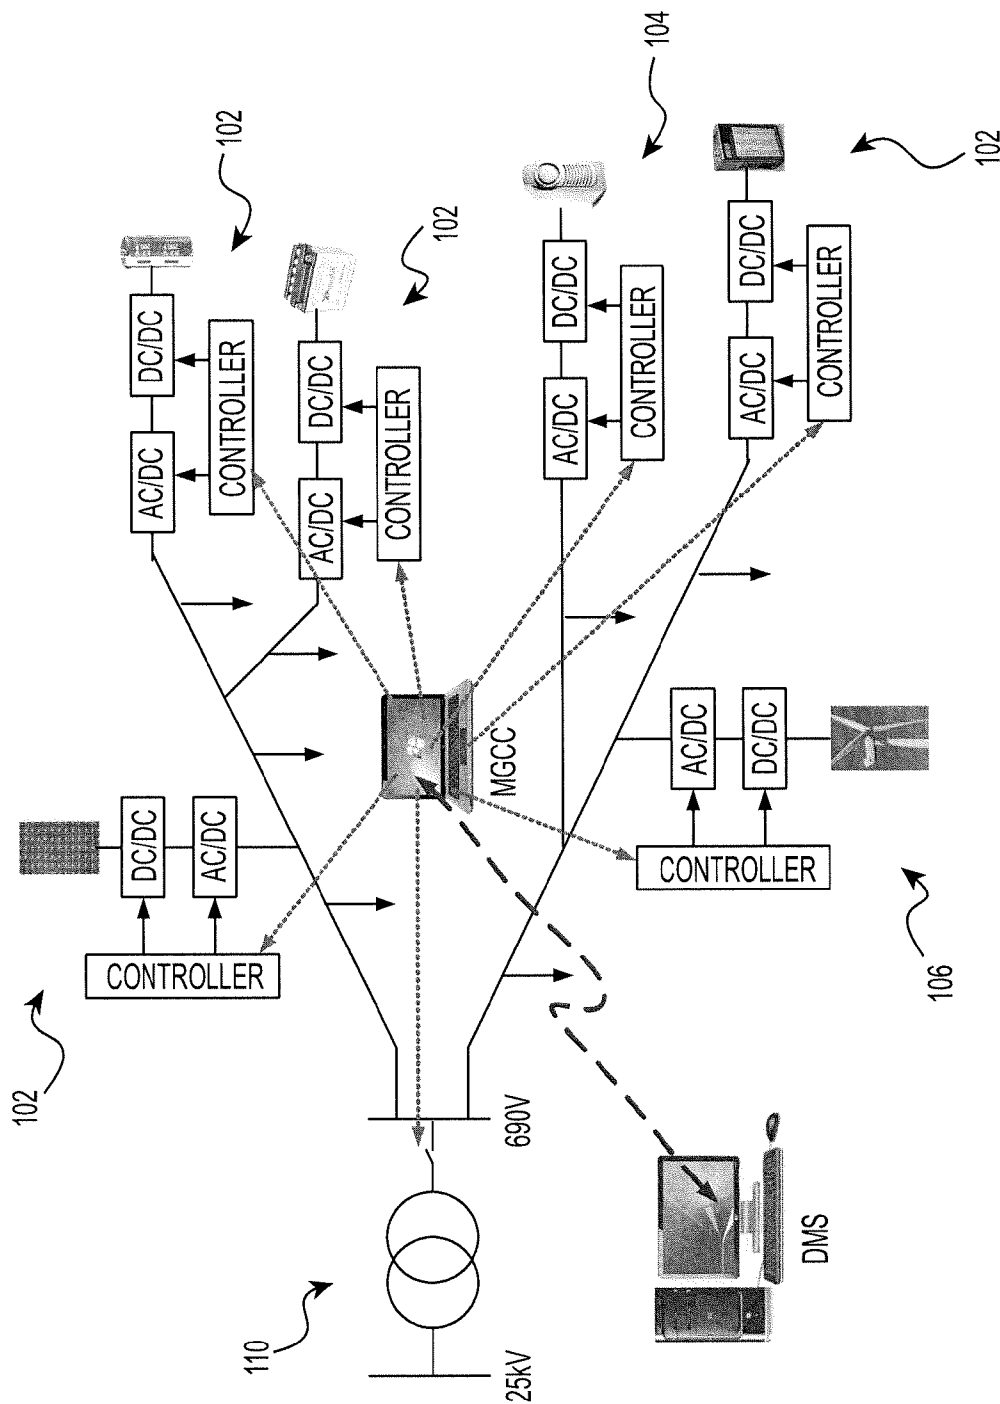 110
25kV
690V
DMS
102
CONTROLLER
DC/DC
AC/DC
MGCC
106
CONTROLLER
AC/DC
DC/DC
AC/DC
DC/DC
CONTROLLER
102
AC/DC
DC/DC
CONTROLLER
102
AC/DC
DC/DC
CONTROLLER
104
AC/DC
DC/DC
CONTROLLER
102